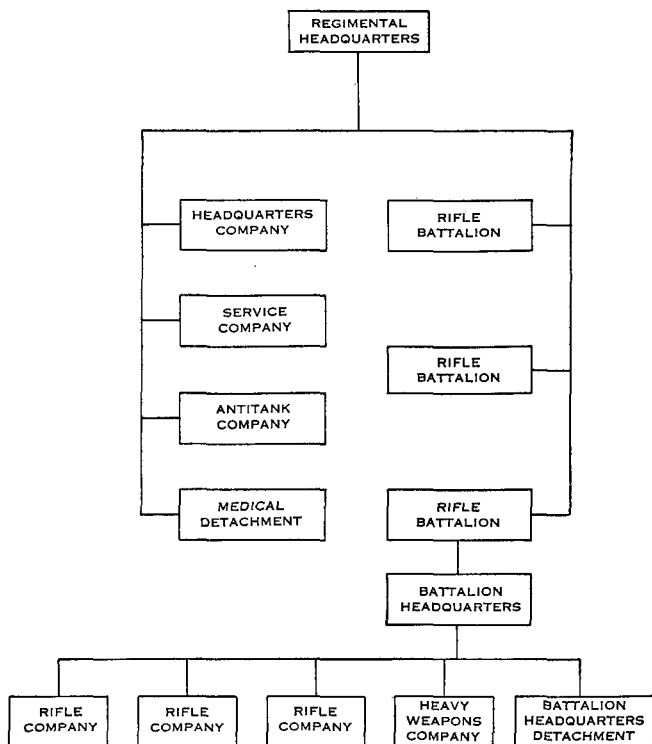 REGIMENTAL
HEADQUARTERS
HEADQUARTERS
COMPANY
RIFLE
BATTALION
SERVICE
COMPANY
RIFLE
BATTALION
ANTITANK
COMPANY
MEDICAL
DETACHMENT
RIFLE
BATTALION
BATTALION
HEADQUARTERS
RIFLE
COMPANY
RIFLE
COMPANY
RIFLE
COMPANY
HEAVY
WEAPONS
COMPANY
BATTALION
HEADQUARTERS
DETACHMENT